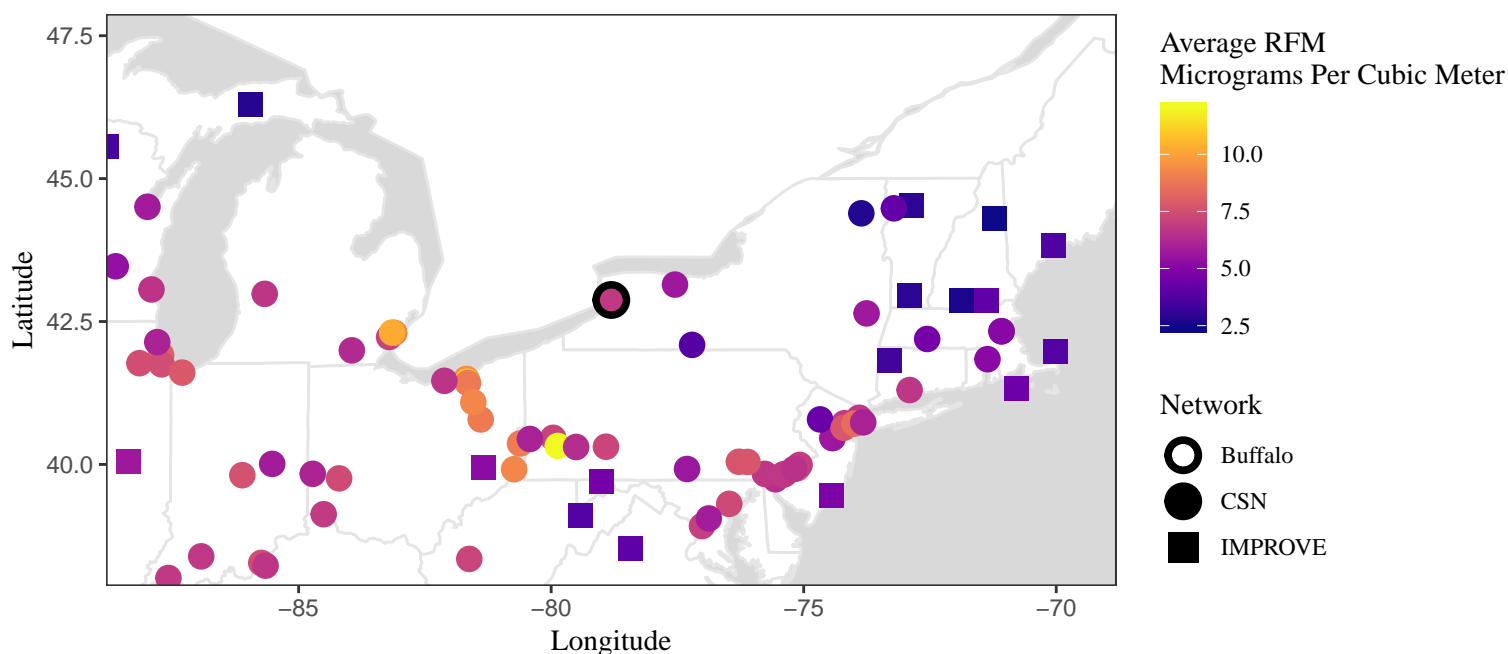 47.5
45.0
42.5
40.0
Latitude
−85
−80
−75
−70
Longitude
Average RFM
Micrograms Per Cubic Meter
10.0
7.5
5.0
2.5
Network
Buffalo
CSN
IMPROVE